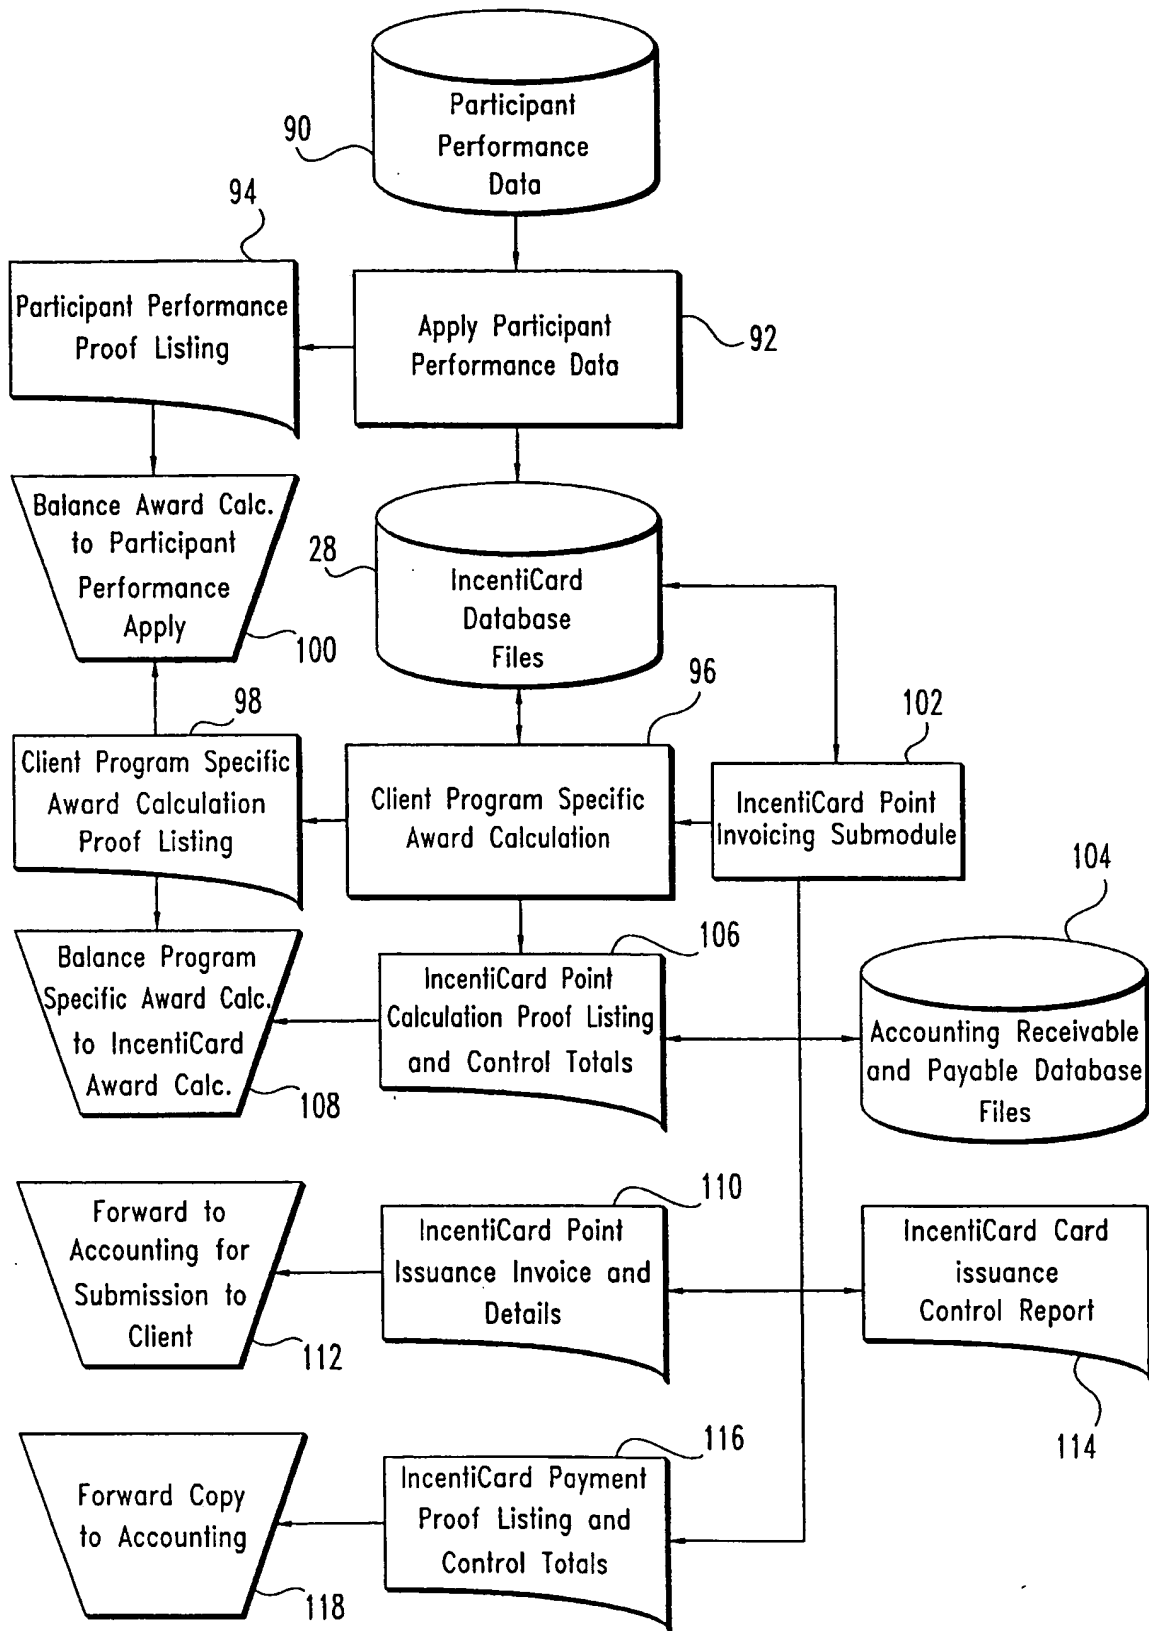 Participant
Performance
Data
90
94
Participant Performance
Proof Listing
Apply Participant
Performance Data
92
Balance Award Calc.
to Participant
Performance
Apply
100
28
IncentiCard
Database
Files
98
96
102
Client Program Specific
Award Calculation
Proof Listing
Client Program Specific
Award Calculation
IncentiCard Point
Invoicing Submodule
104
106
Balance Program
Specific Award Calc.
to IncentiCard
Award Calc.
108
IncentiCard Point
Calculation Proof Listing
and Control Totals
Accounting Receivable
and Payable Database
Files
110
Forward to
Accounting for
Submission to
Client
112
IncentiCard Point
Issuance Invoice and
Details
IncentiCard Card
issuance
Control Report
114
116
Forward Copy
to Accounting
118
IncentiCard Payment
Proof Listing and
Control Totals